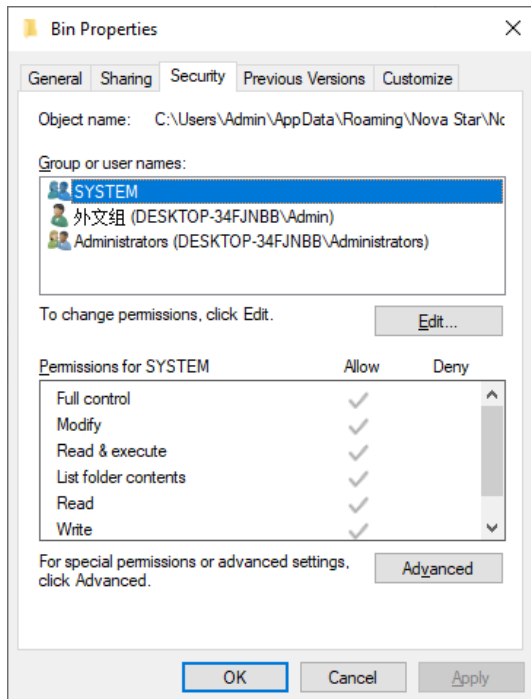 Bin Properties
General Sharing Security Previous Versions Customize
Object name: C:\Users\Admin\AppData\Roaming\Nova Star\Nc
Group or user names:
SYSTEM
外文组 (DESKTOP-34FJNBB\Admin)
Administrators (DESKTOP-34FJNBB\Administrators)
To change permissions, click Edit.
Edit...
Permissions for SYSTEM Allow Deny
Full control
Modify
Read & execute
List folder contents
Read
Write
For special permissions or advanced settings,
click Advanced.
Advanced
OK Cancel Apply